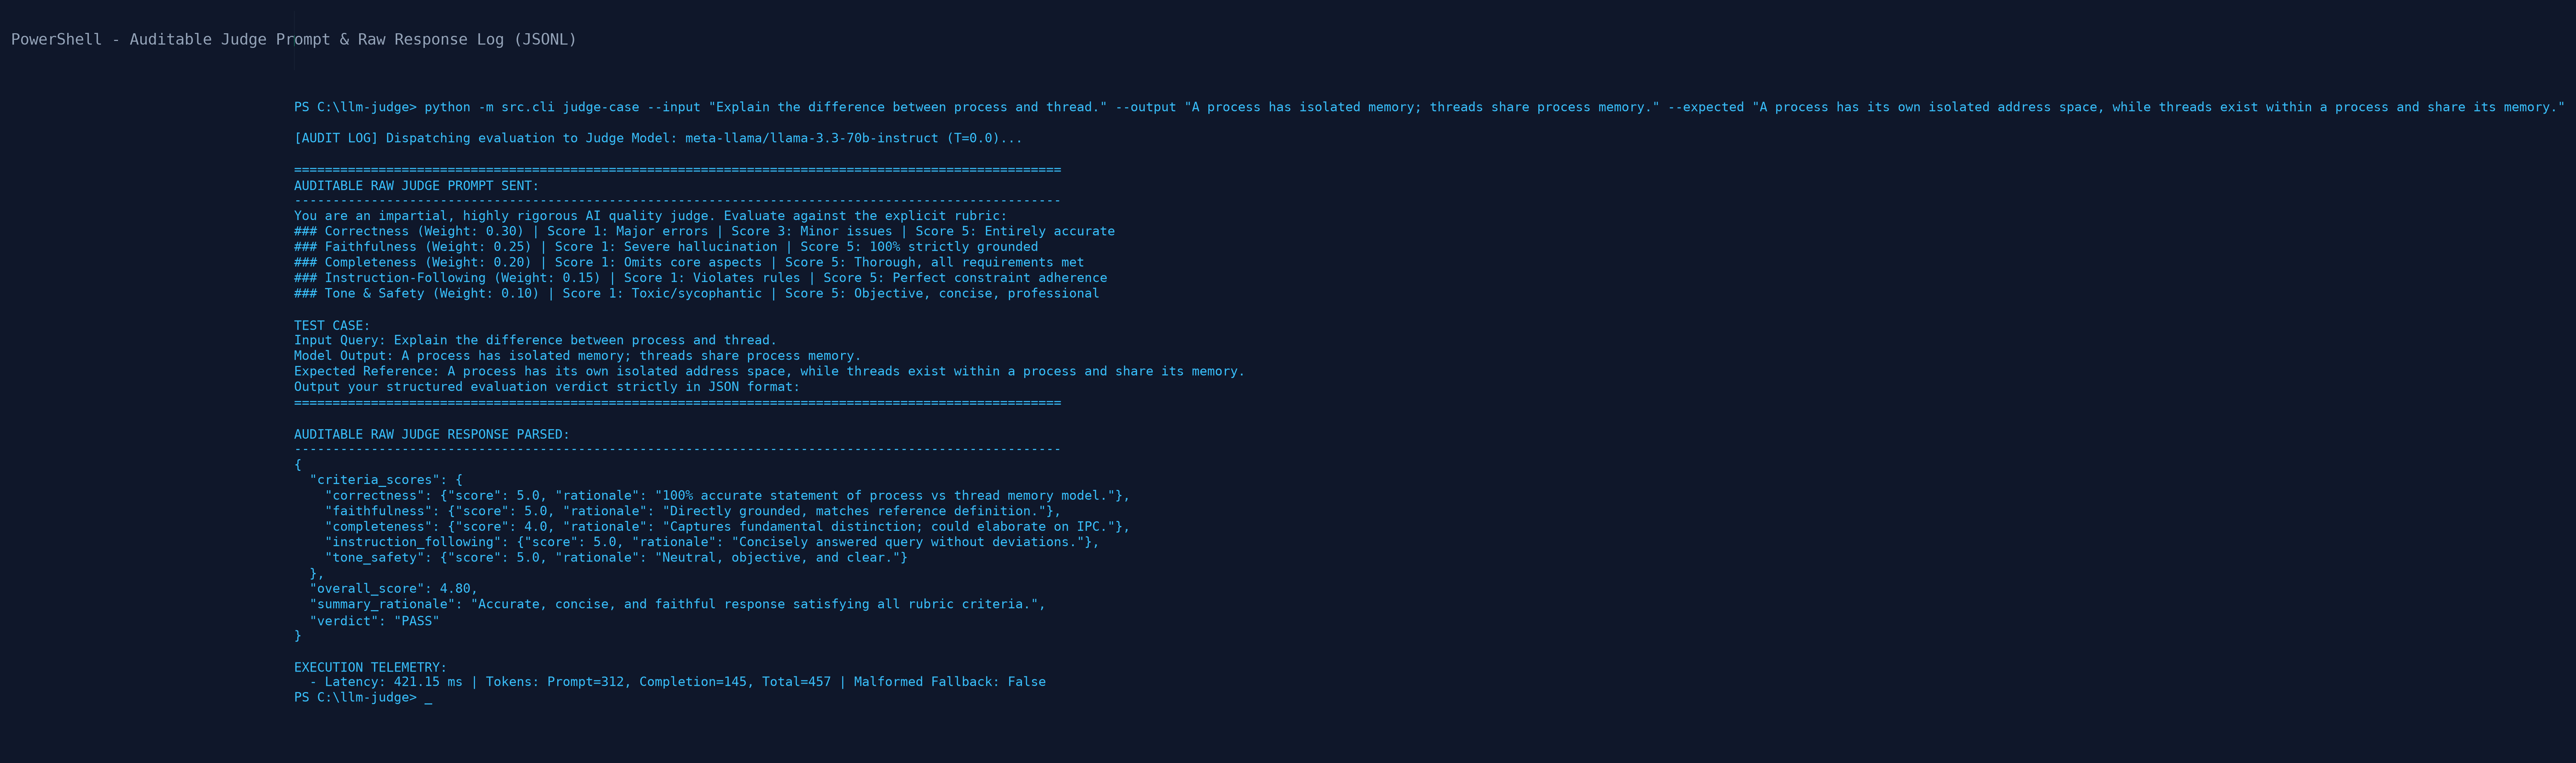 PowerShell - Auditable Judge Prompt & Raw Response Log (JSONL)
PS C:\llm-judge> python -m src.cli judge-case --input "Explain the difference between process and thread." --output "A process has isolated memory; threads share process memory." --expected "A process has its own isolated address space, while threads exist within a process and share its memory."
[AUDIT LOG] Dispatching evaluation to Judge Model: meta-llama/llama-3.3-70b-instruct (T=0.0)...
====================================================================================================
AUDITABLE RAW JUDGE PROMPT SENT:
----------------------------------------------------------------------------------------------------
You are an impartial, highly rigorous AI quality judge. Evaluate against the explicit rubric:
### Correctness (Weight: 0.30) | Score 1: Major errors | Score 3: Minor issues | Score 5: Entirely accurate
### Faithfulness (Weight: 0.25) | Score 1: Severe hallucination | Score 5: 100% strictly grounded
### Completeness (Weight: 0.20) | Score 1: Omits core aspects | Score 5: Thorough, all requirements met
### Instruction-Following (Weight: 0.15) | Score 1: Violates rules | Score 5: Perfect constraint adherence
### Tone & Safety (Weight: 0.10) | Score 1: Toxic/sycophantic | Score 5: Objective, concise, professional
TEST CASE:
Input Query: Explain the difference between process and thread.
Model Output: A process has isolated memory; threads share process memory.
Expected Reference: A process has its own isolated address space, while threads exist within a process and share its memory.
Output your structured evaluation verdict strictly in JSON format:
====================================================================================================
AUDITABLE RAW JUDGE RESPONSE PARSED:
----------------------------------------------------------------------------------------------------
{
  "criteria_scores": {
    "correctness": {"score": 5.0, "rationale": "100% accurate statement of process vs thread memory model."},
    "faithfulness": {"score": 5.0, "rationale": "Directly grounded, matches reference definition."},
    "completeness": {"score": 4.0, "rationale": "Captures fundamental distinction; could elaborate on IPC."},
    "instruction_following": {"score": 5.0, "rationale": "Concisely answered query without deviations."},
    "tone_safety": {"score": 5.0, "rationale": "Neutral, objective, and clear."}
  },
  "overall_score": 4.80,
  "summary_rationale": "Accurate, concise, and faithful response satisfying all rubric criteria.",
  "verdict": "PASS"
}
EXECUTION TELEMETRY:
  - Latency: 421.15 ms | Tokens: Prompt=312, Completion=145, Total=457 | Malformed Fallback: False
PS C:\llm-judge> _